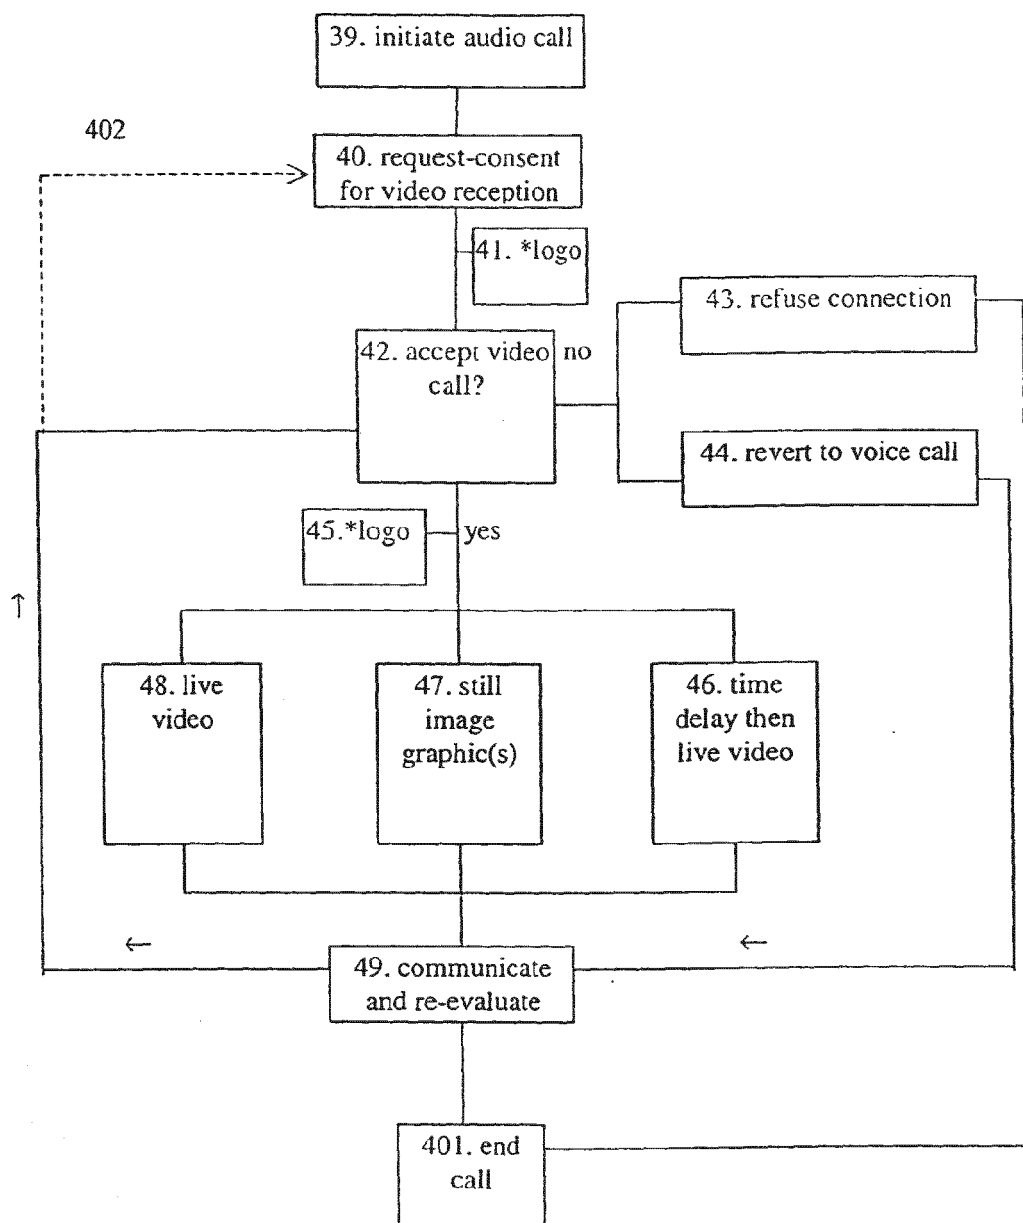 39. initiate audio call
402
40. request-consent
for video reception
41. *logo
43. refuse connection
42. accept video
call?
no
44. revert to voice call
45.*logo
yes
48. live
video
47. still
image
graphic(s)
46. time
delay then
live video
49. communicate
and re-evaluate
401. end
call